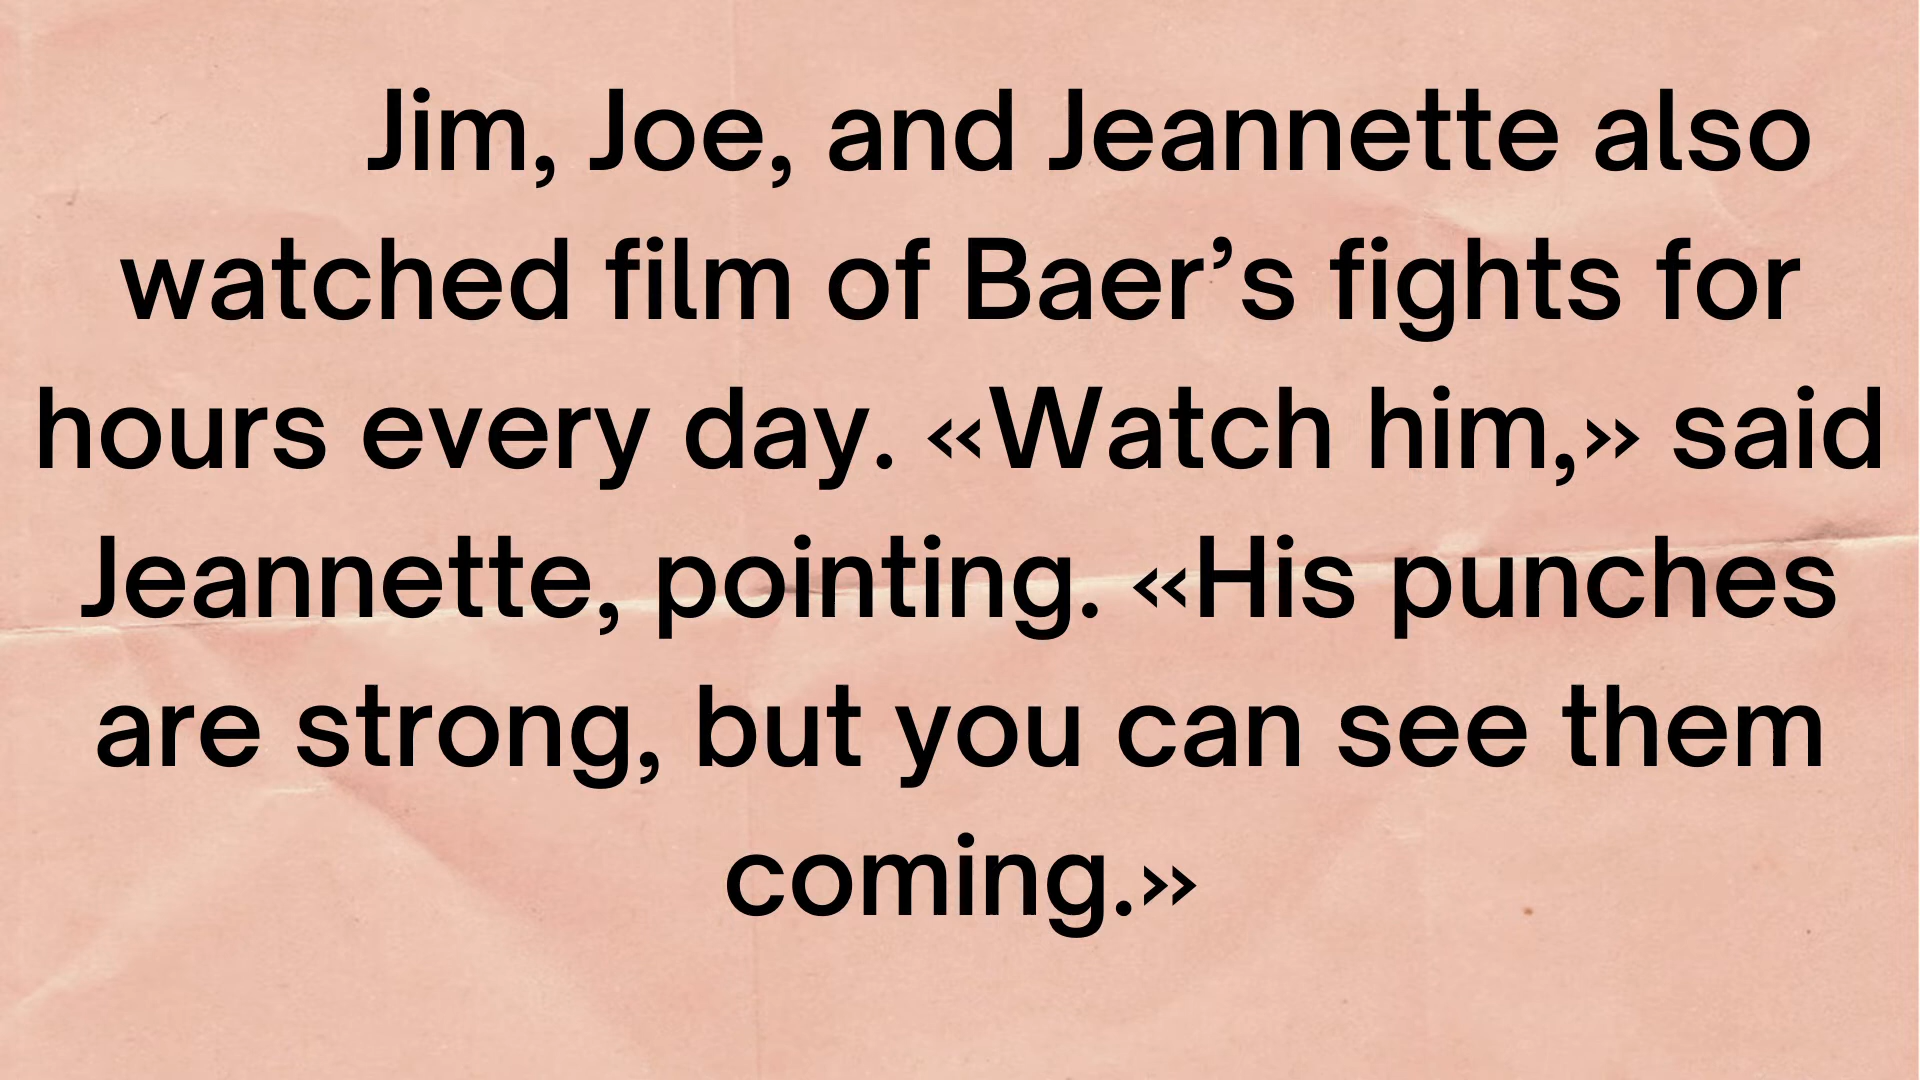 Jim, Joe, and Jeannette also
watched film of Baer’s fights for
hours every day. «Watch him,» said
Jeannette, pointing. «His punches
are strong, but you can see them
coming.»